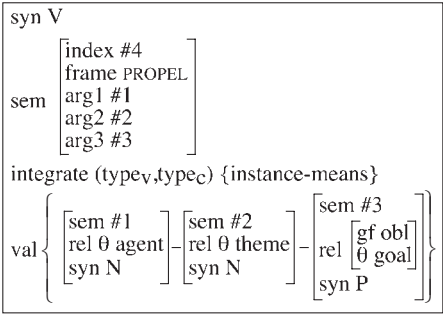 syn V
sem
index #4
frame PROPEL
arg1 #1
arg2 #2
arg3 #3
integrate (typeV,typeC) {instance-means}
val
sem #1
rel θ agent
syn N
–
sem #2
rel θ theme
syn N
–
sem #3
rel
gf obl
θ goal
syn P